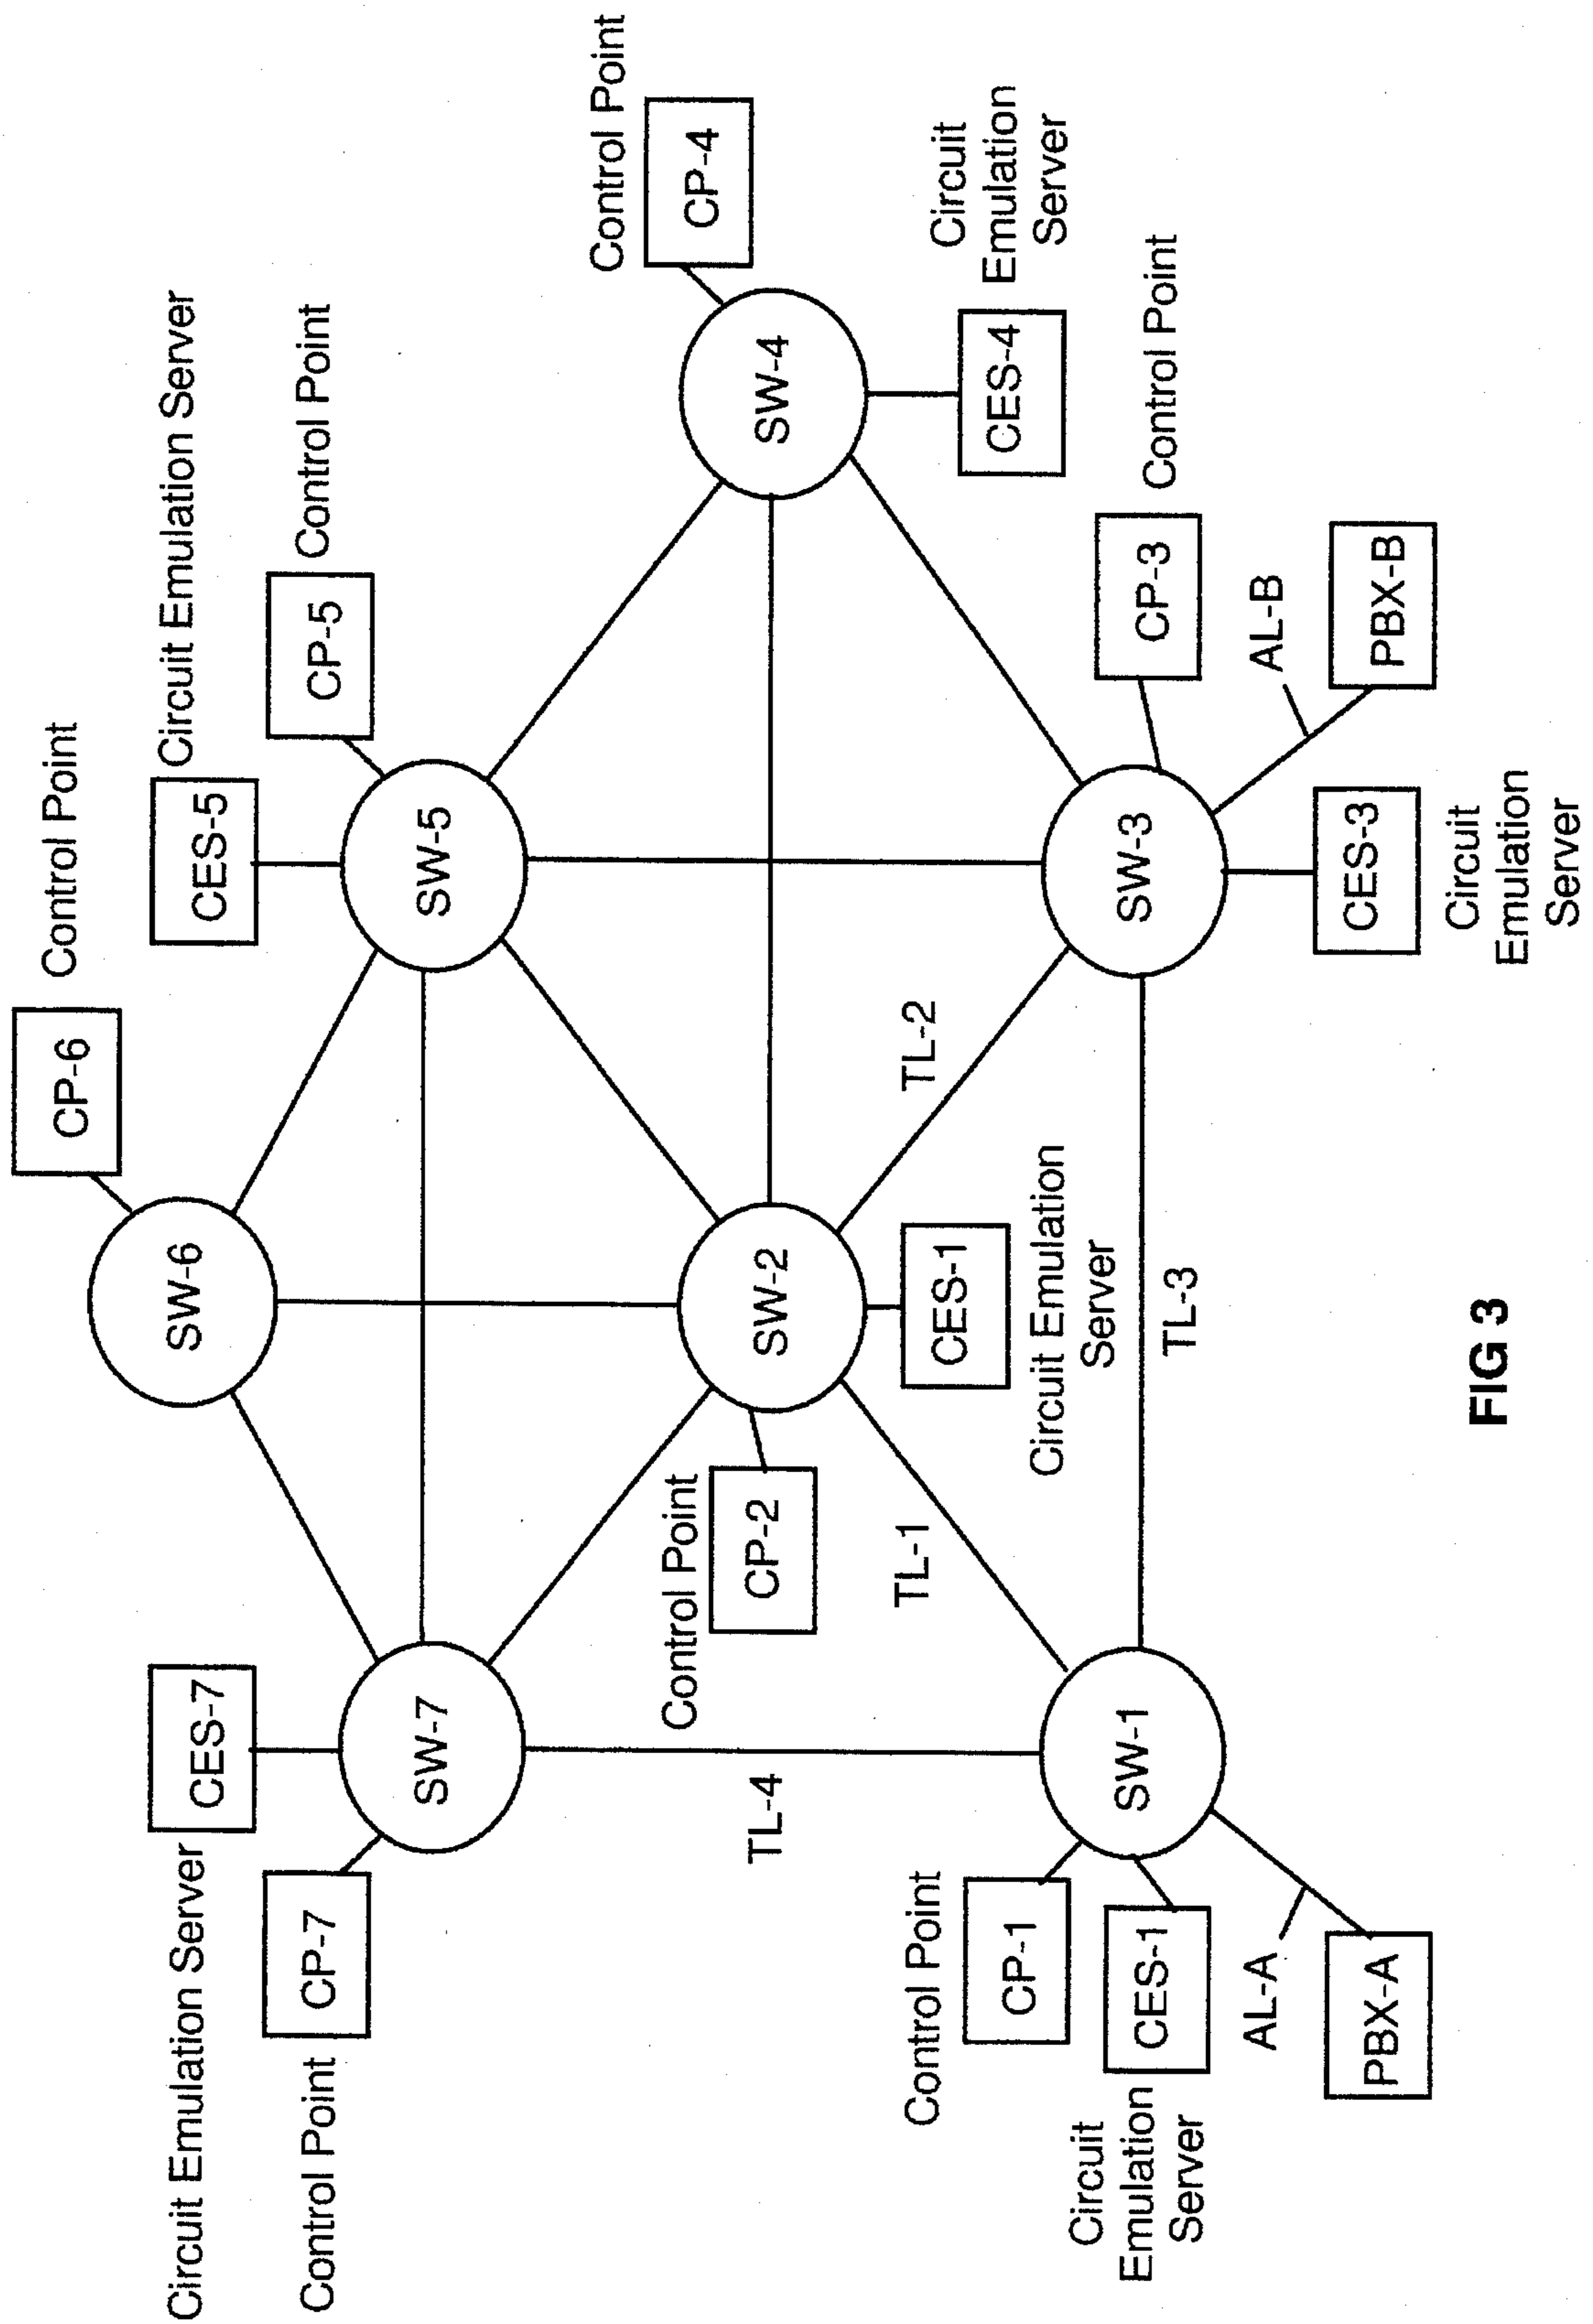 CP-6
Control Point
Circuit Emulation Server
CES-7
SW-6
CES-5
Circuit Emulation Server
Control Point
CP-7
CP-5
Control Point
SW-7
SW-5
Control Point
CP-4
Control Point
CP-2
TL-4
SW-2
SW-4
TL-1
TL-2
CES-1
Circuit Emulation
Server
Circuit
Emulation
Server
CES-4
Control Point
CP-1
Circuit
Emulation
Server
CES-1
SW-1
SW-3
CP-3
Control Point
TL-3
AL-A
AL-B
PBX-A
CES-3
PBX-B
Circuit
Emulation
Server
FIG 3